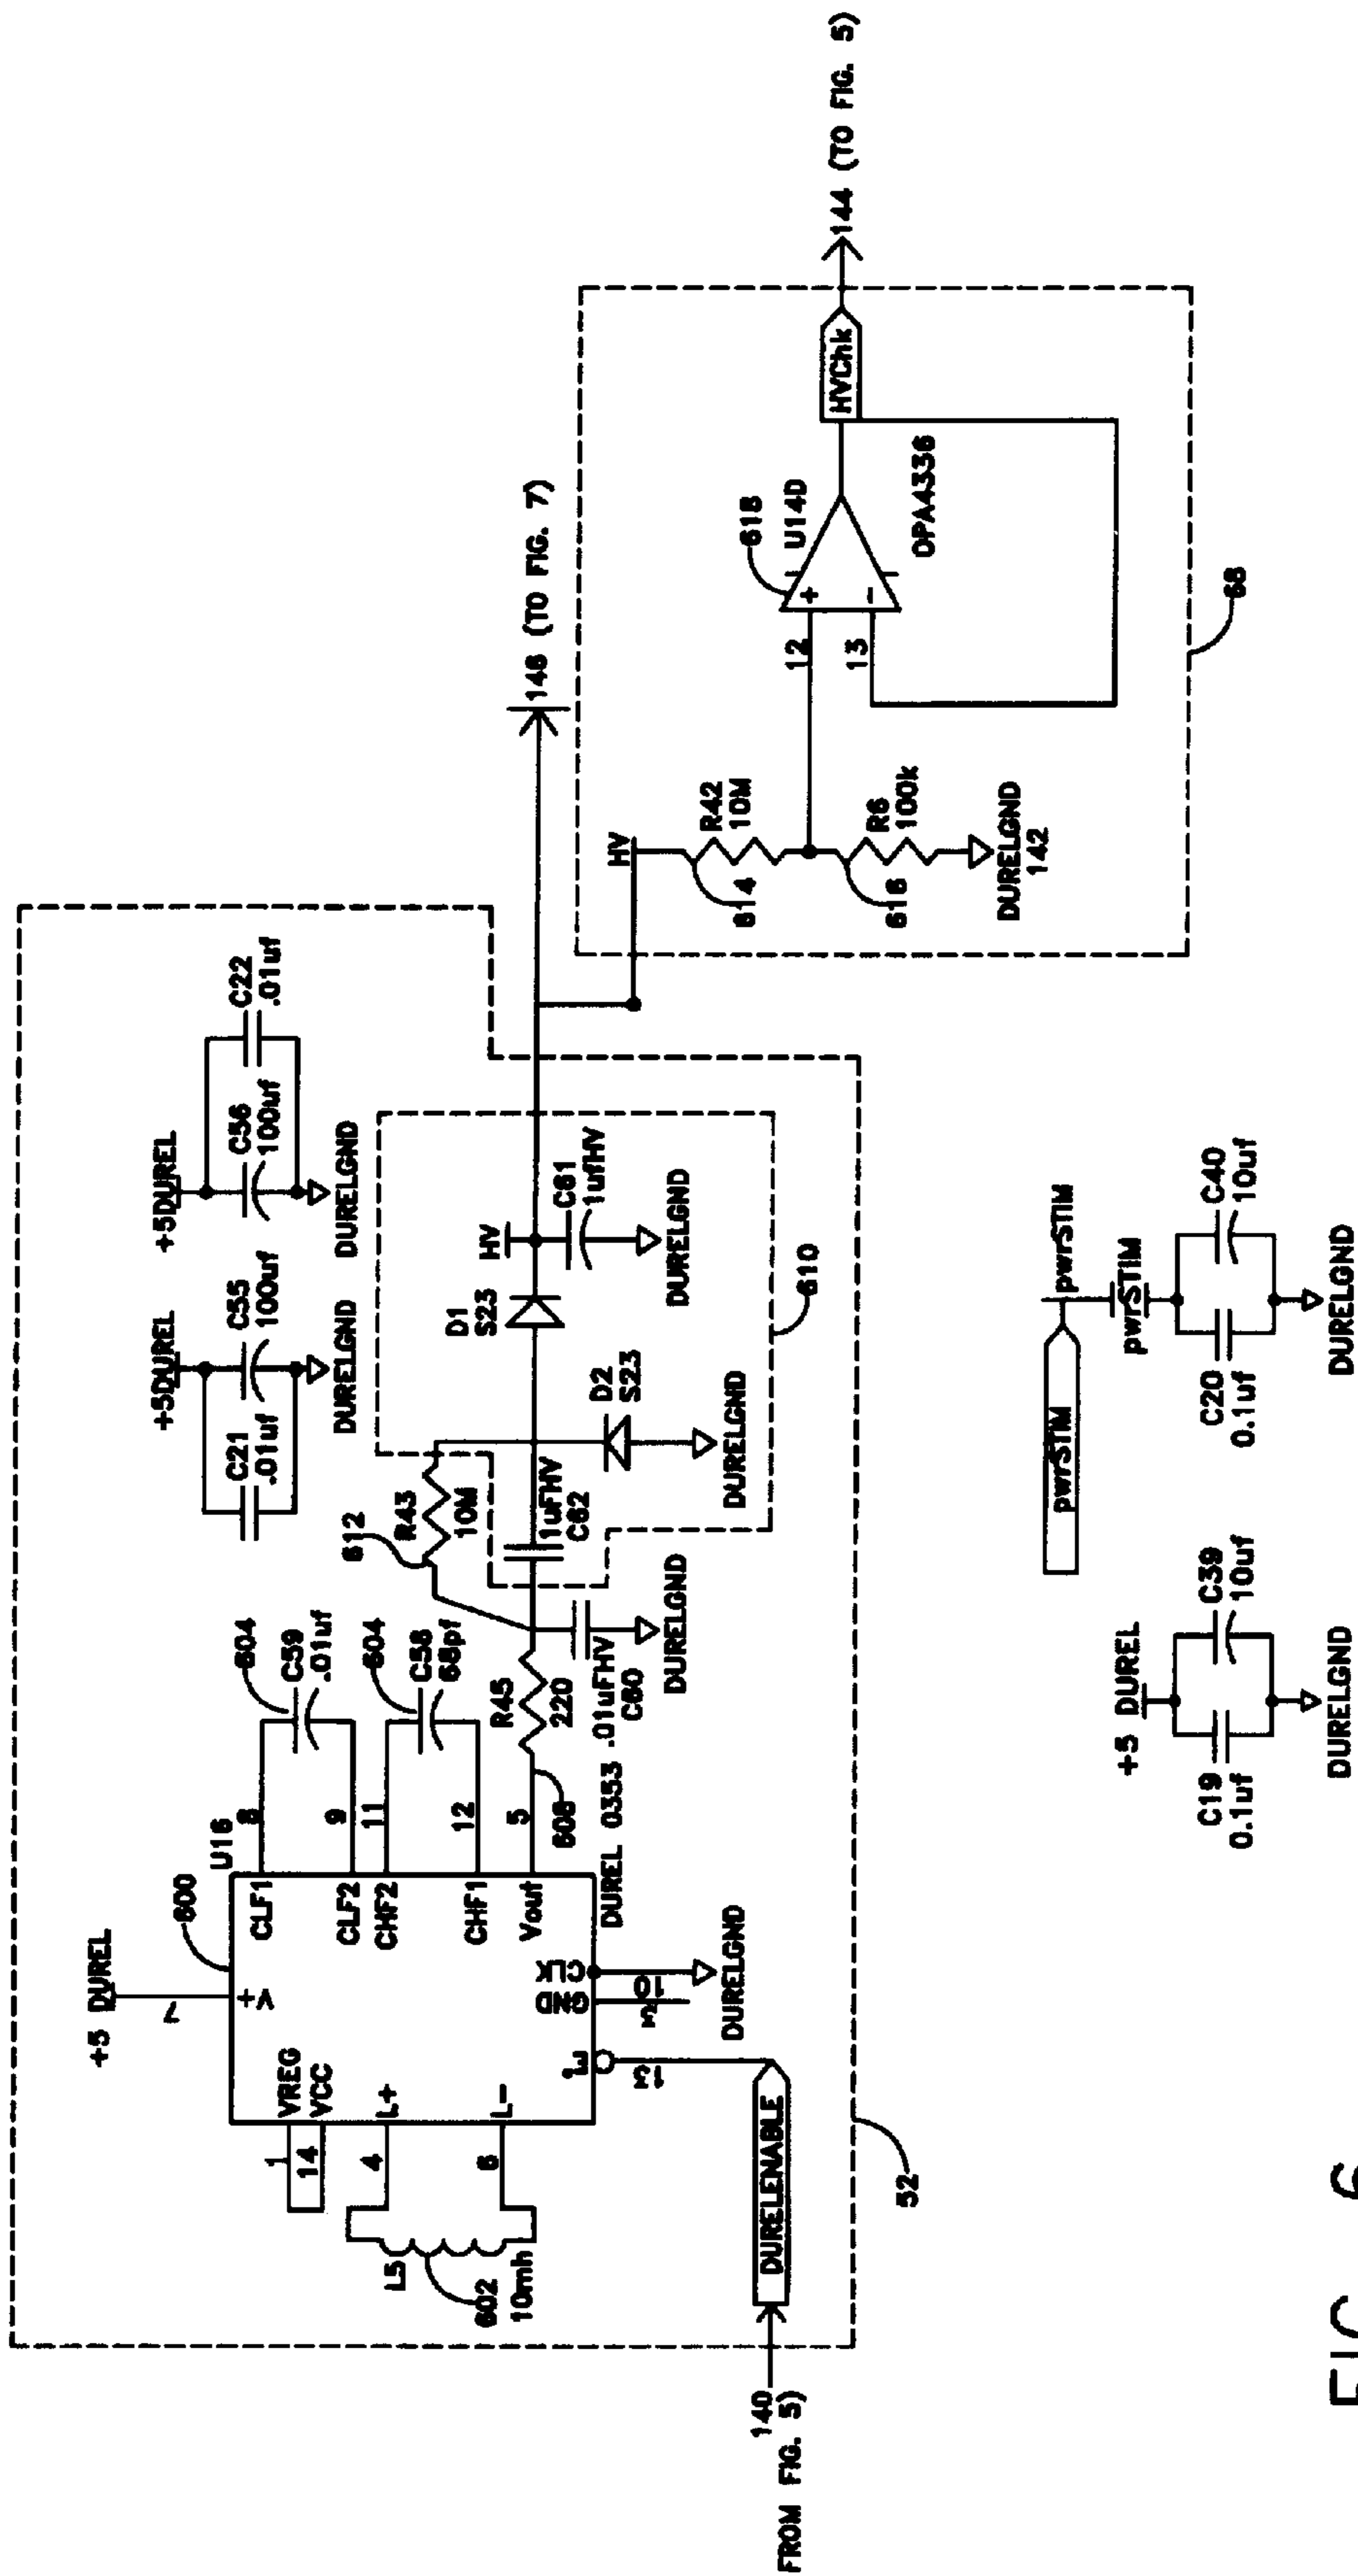 +5 DUREL
7
600
V+
U16
VREG
VCC
L+
L-
CLF1
CLF2
CHF2
CHF1
Vout
E
GND
CLK
1
14
4
6
8
9
11
12
5
13
3
10
L5
602
10mh
DURELENABLE
140
FROM FIG. 5)
52
DURELGND
DUREL 0353
604
C59
.01uf
604
C58
68pf
608
R45
220
.01uFHV
C60
DURELGND
612
R43
10M
1uFHV
C62
D2
S23
DURELGND
D1
S23
HV
C61
1ufHV
DURELGND
610
+5DUREL
C21
.01uf
C55
100uf
DURELGND
+5DUREL
C56
100uf
C22
.01uf
DURELGND
146 (TO FIG. 7)
HV
R42
10M
614
R6
100k
616
DURELGND
142
12
13
+
-
618
U14D
OPA4336
HVChk
144 (TO FIG. 5)
68
+5 DUREL
C19
0.1uf
C39
10uf
DURELGND
pwrSTIM
pwrSTIM
pwrSTIM
C20
0.1uf
C40
10uf
DURELGND